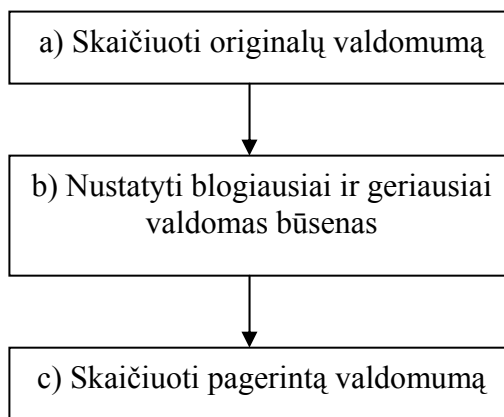 a) Skaičiuoti originalų valdomumą
b) Nustatyti blogiausiai ir geriausiai
valdomas būsenas
c) Skaičiuoti pagerintą valdomumą